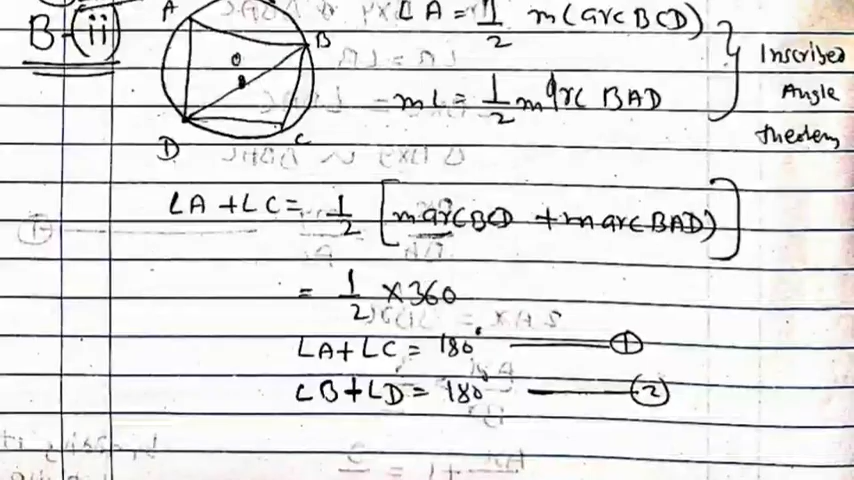 B-(ii)
A
B
C
D
∠A = 1/2 m(arc BCD)
mL = 1/2 m arc BAD
Inscribed
Angle
theorem
∠A + ∠C = 1/2 [m arc BCD + m arc BAD)]
= 1/2 × 360
∠A + ∠C = 180° ——— ①
∠B + ∠D = 180° ——— ②